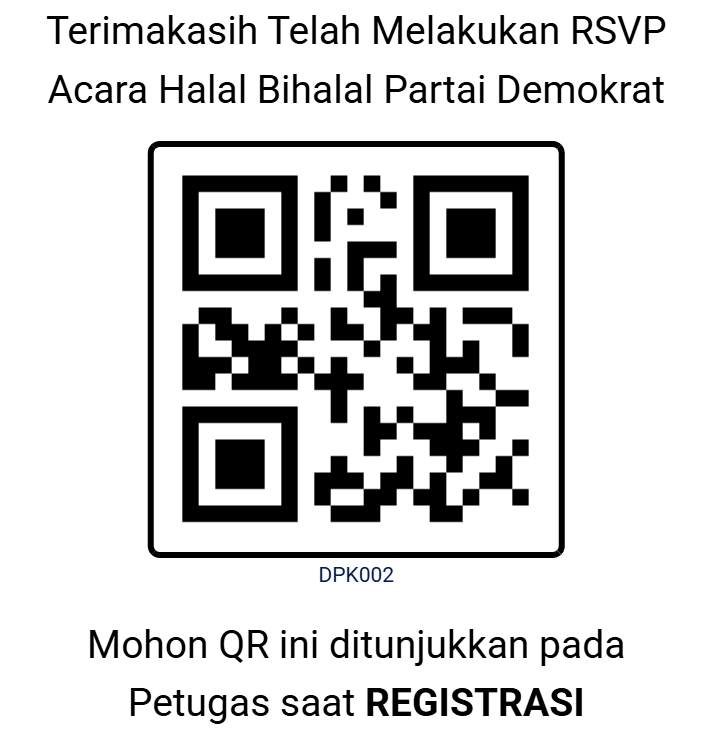 Terimakasih Telah Melakukan RSVP
Acara Halal Bihalal Partai Demokrat
DPK002
Mohon QR ini ditunjukkan pada
Petugas saat REGISTRASI